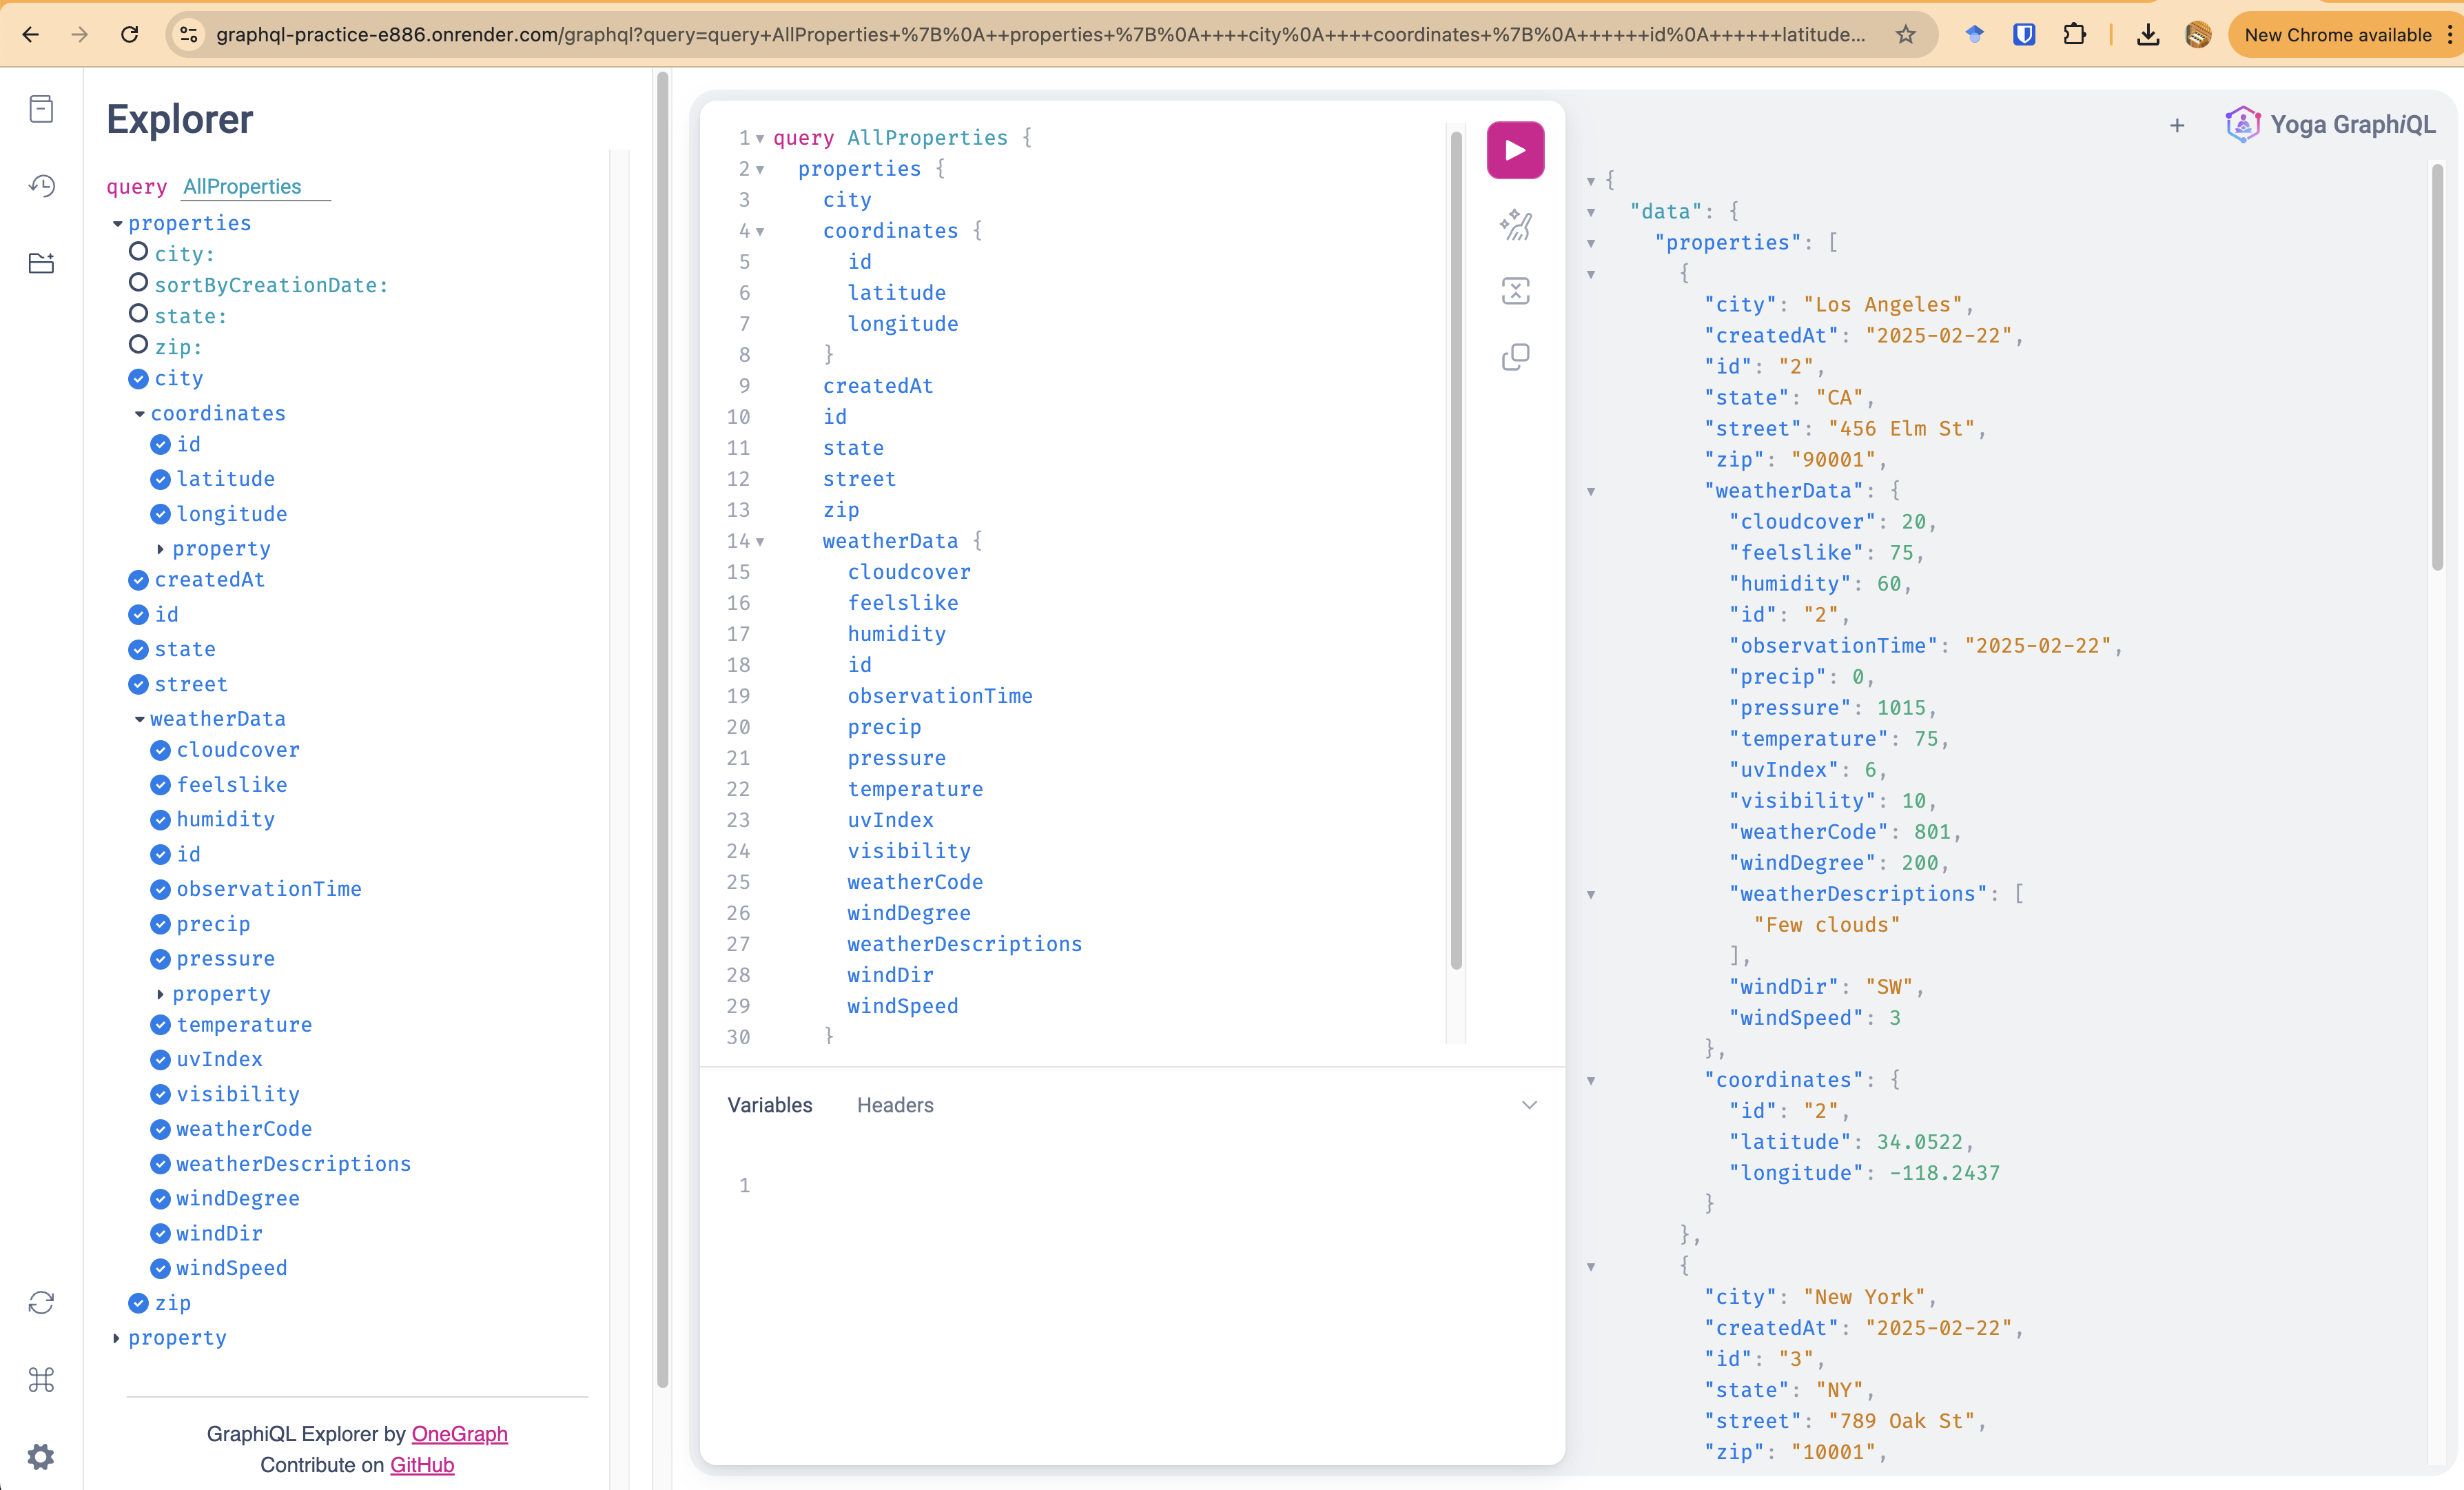 graphql-practice-e886.onrender.com/graphql?query=query+AllProperties+%7B%0A++properties+%7B%0A++++city%0A++++coordinates+%7B%0A++++++id%0A++++++latitude...
New Chrome available
Explorer
query AllProperties
properties
city:
sortByCreationDate:
state:
zip:
city
coordinates
id
latitude
longitude
property
createdAt
id
state
street
weatherData
cloudcover
feelslike
humidity
id
observationTime
precip
pressure
property
temperature
uvIndex
visibility
weatherCode
weatherDescriptions
windDegree
windDir
windSpeed
zip
property
GraphiQL Explorer by OneGraph
Contribute on GitHub
1 query AllProperties {
2 properties {
3 city
4 coordinates {
5 id
6 latitude
7 longitude
8 }
9 createdAt
10 id
11 state
12 street
13 zip
14 weatherData {
15 cloudcover
16 feelslike
17 humidity
18 id
19 observationTime
20 precip
21 pressure
22 temperature
23 uvIndex
24 visibility
25 weatherCode
26 windDegree
27 weatherDescriptions
28 windDir
29 windSpeed
30 }
Variables Headers
1
+ Yoga GraphiQL
{
"data": {
"properties": [
{
"city": "Los Angeles",
"createdAt": "2025-02-22",
"id": "2",
"state": "CA",
"street": "456 Elm St",
"zip": "90001",
"weatherData": {
"cloudcover": 20,
"feelslike": 75,
"humidity": 60,
"id": "2",
"observationTime": "2025-02-22",
"precip": 0,
"pressure": 1015,
"temperature": 75,
"uvIndex": 6,
"visibility": 10,
"weatherCode": 801,
"windDegree": 200,
"weatherDescriptions": [
"Few clouds"
],
"windDir": "SW",
"windSpeed": 3
},
"coordinates": {
"id": "2",
"latitude": 34.0522,
"longitude": -118.2437
}
},
{
"city": "New York",
"createdAt": "2025-02-22",
"id": "3",
"state": "NY",
"street": "789 Oak St",
"zip": "10001",